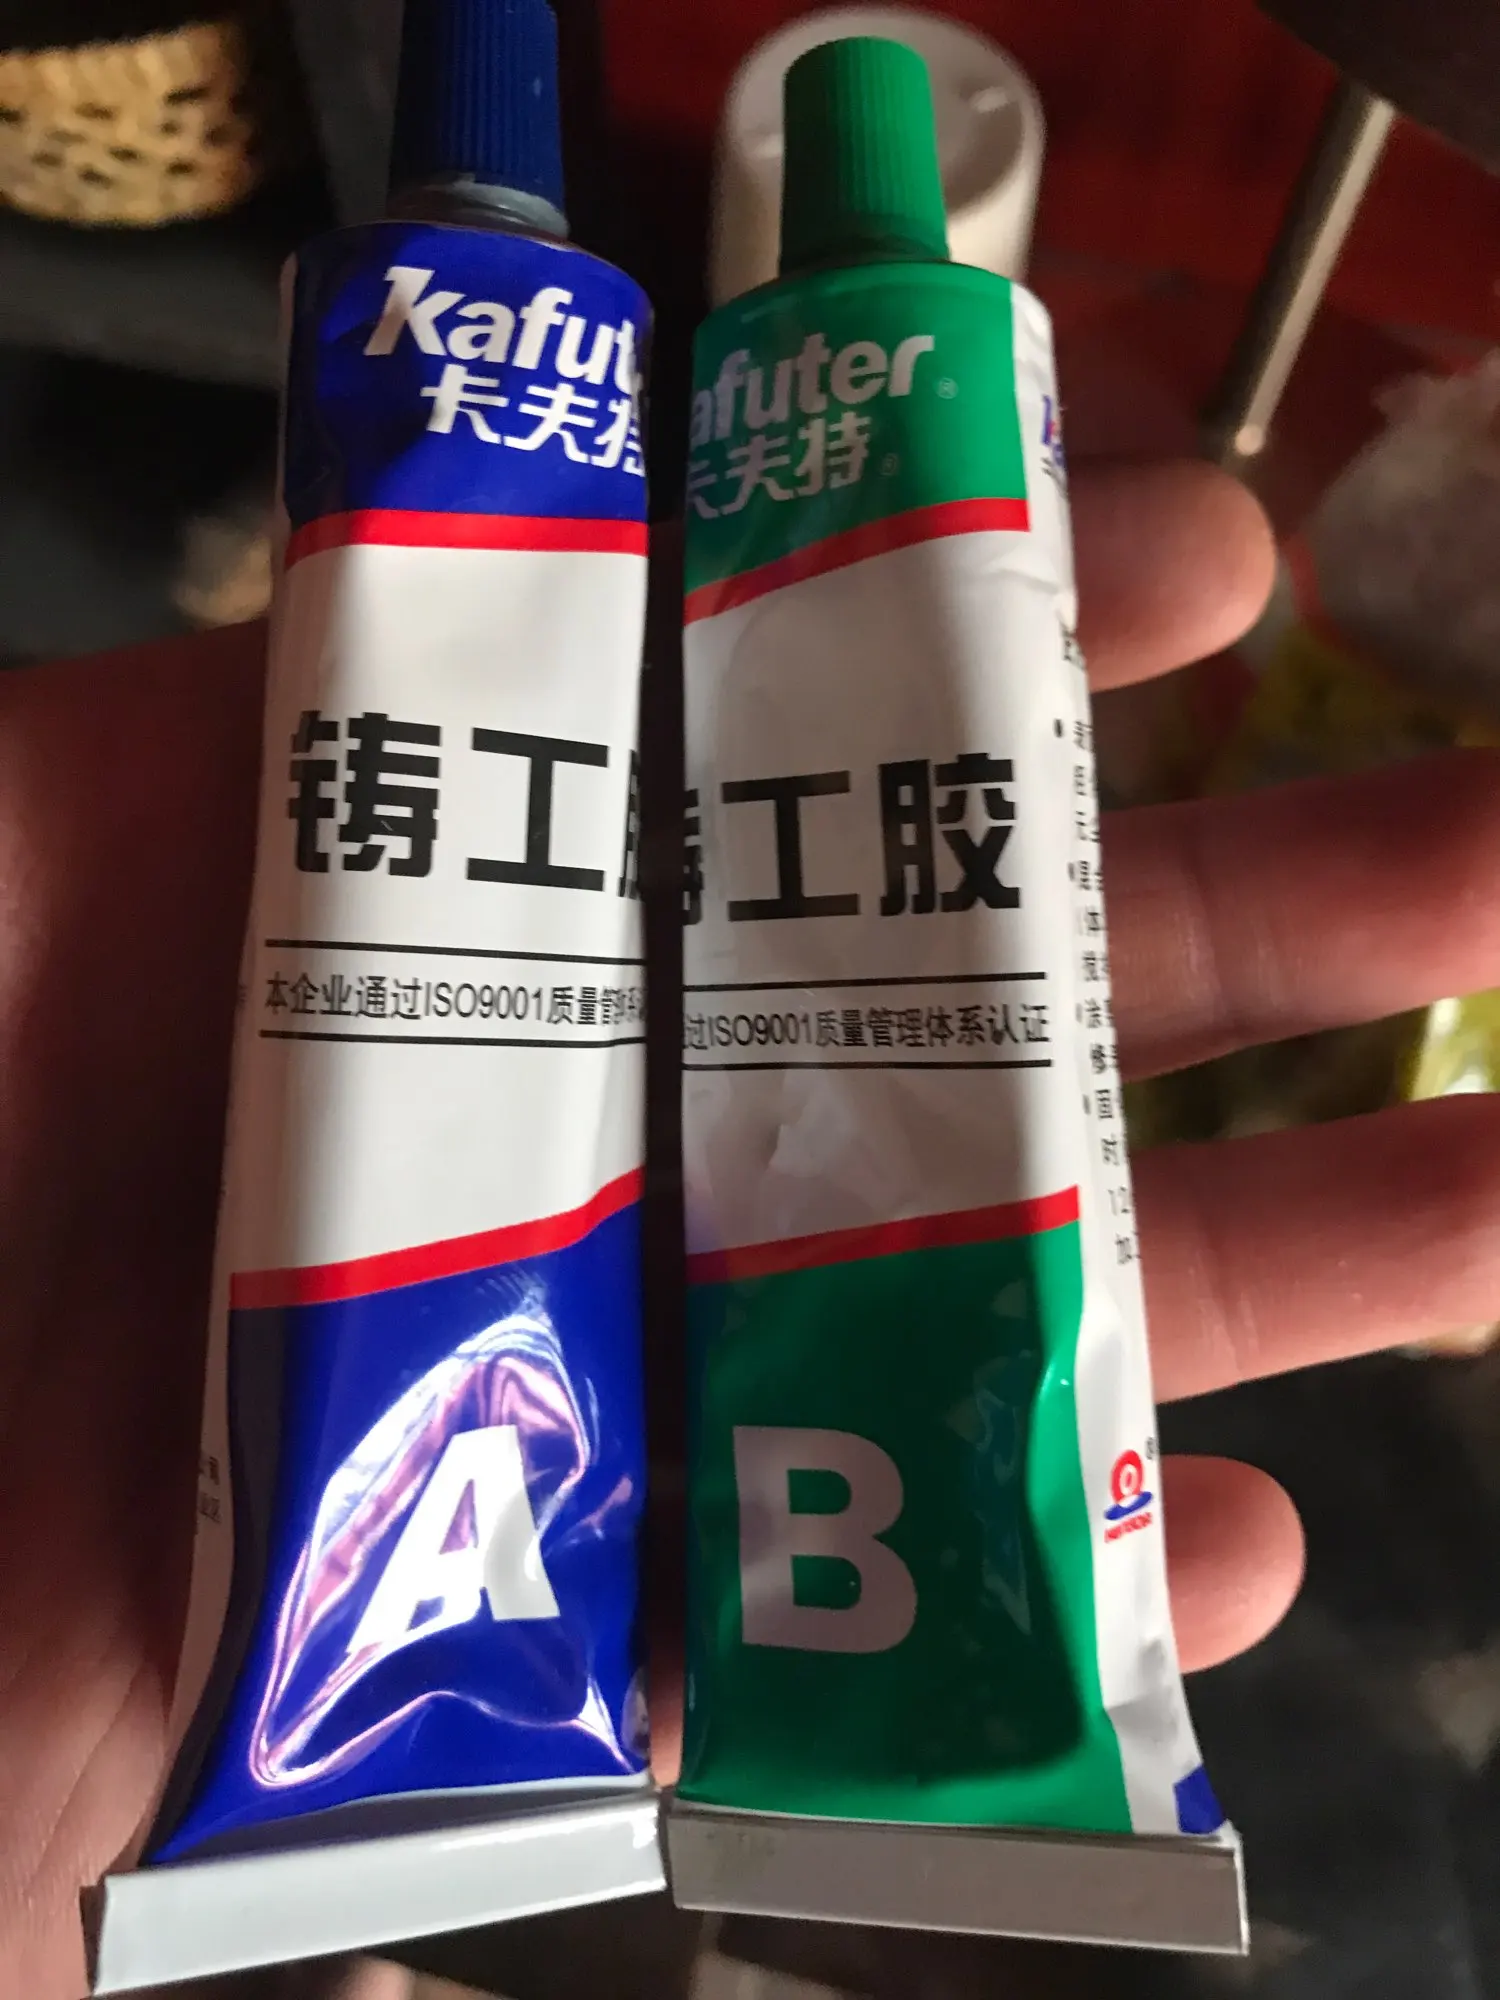 Kafut
卡夫特
铸工
本企业通过ISO9001质量管
A
afuter ®
卡夫特 ®
铸工胶
过ISO9001质量管理体系认证
B
12